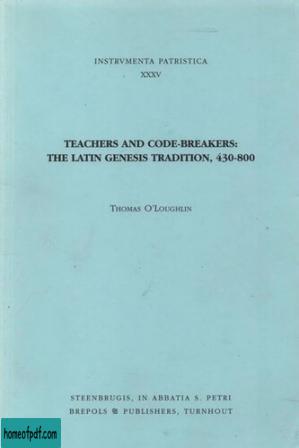 INSTRVMENTA PATRISTICA
XXXV
TEACHERS AND CODE-BREAKERS:
THE LATIN GENESIS TRADITION, 430-800
THOMAS O'LOUGHLIN
STEENBRUGIS, IN ABBATIA S. PETRI
BREPOLS PUBLISHERS, TURNHOUT
homeofpdf.com